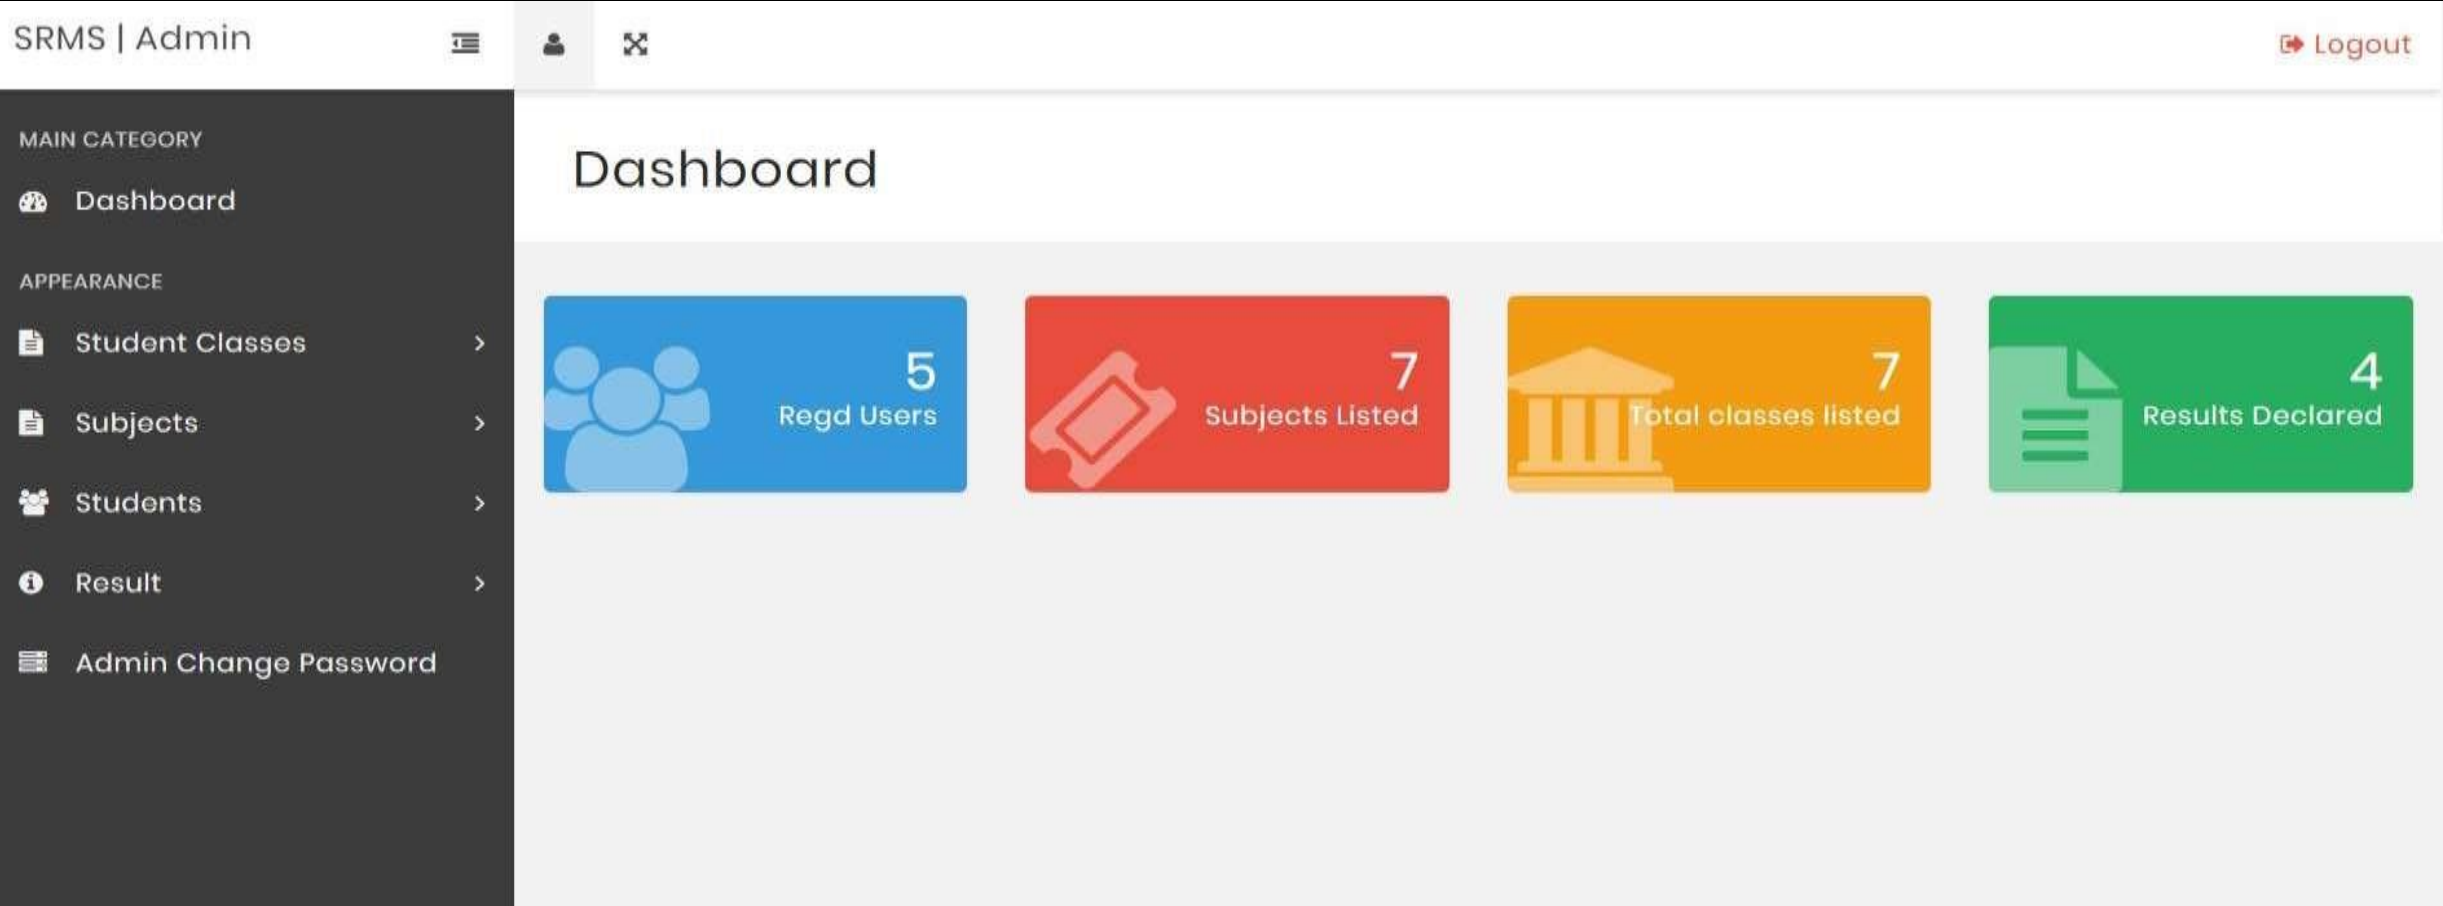 SRMS | Admin
Logout
MAIN CATEGORY
Dashboard
APPEARANCE
Student Classes
Subjects
Students
Result
Admin Change Password
Dashboard
5
Regd Users
7
Subjects Listed
7
Total classes listed
4
Results Declared